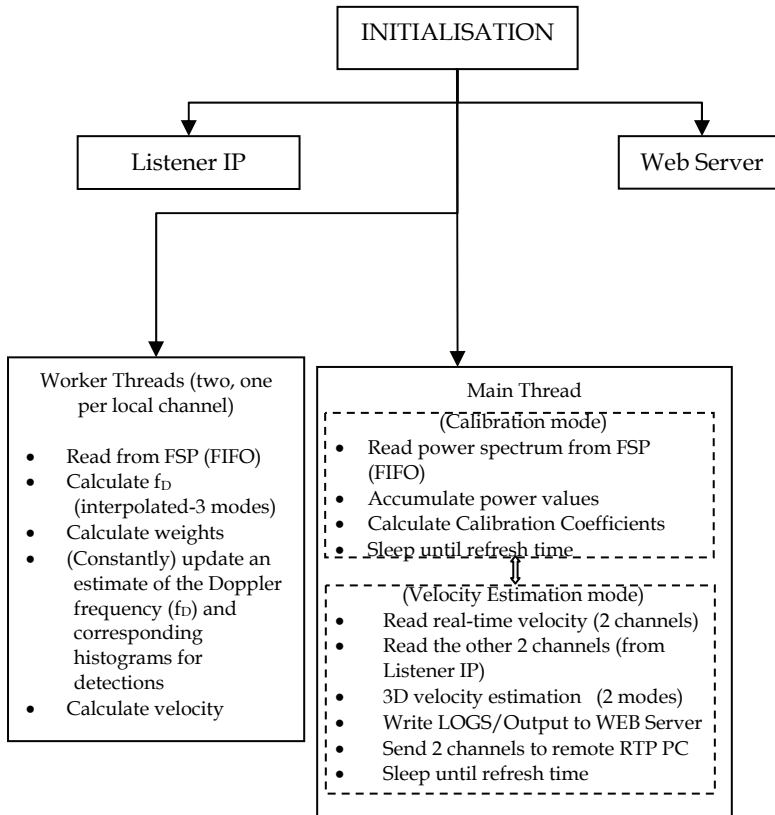 INITIALISATION
Listener IP
Web Server
Worker Threads (two, one
per local channel)
• Read from FSP (FIFO)
• Calculate fD
(interpolated-3 modes)
• Calculate weights
• (Constantly) update an
estimate of the Doppler
frequency (fD) and
corresponding
histograms for
detections
• Calculate velocity
Main Thread
(Calibration mode)
• Read power spectrum from FSP
(FIFO)
• Accumulate power values
• Calculate Calibration Coefficients
• Sleep until refresh time
(Velocity Estimation mode)
• Read real-time velocity (2 channels)
• Read the other 2 channels (from
Listener IP)
• 3D velocity estimation (2 modes)
• Write LOGS/Output to WEB Server
• Send 2 channels to remote RTP PC
• Sleep until refresh time